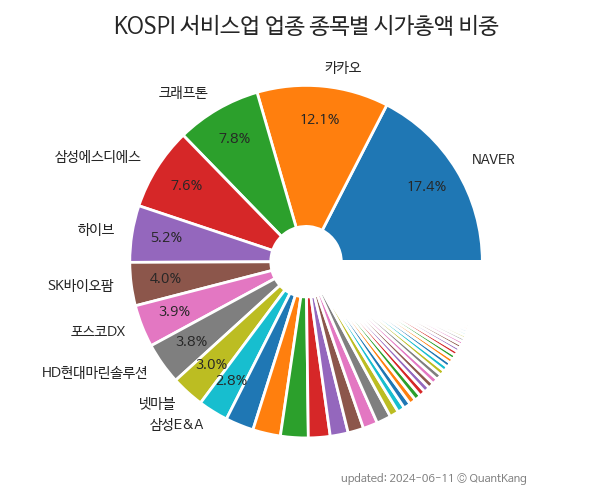 KOSPI 서비스업 업종 종목별 시가총액 비중
카카오
크래프톤
12.1%
7.8%
삼성에스디에스
NAVER
7.6%
17.4%
하이브
5.2%
SK바이오팜
4.0%
3.9%
포스코DX
3.8%
HD현대마린솔루션
3.0%
2.8%
넷마블
삼성E&A
updated: 2024-06-11 © QuantKang